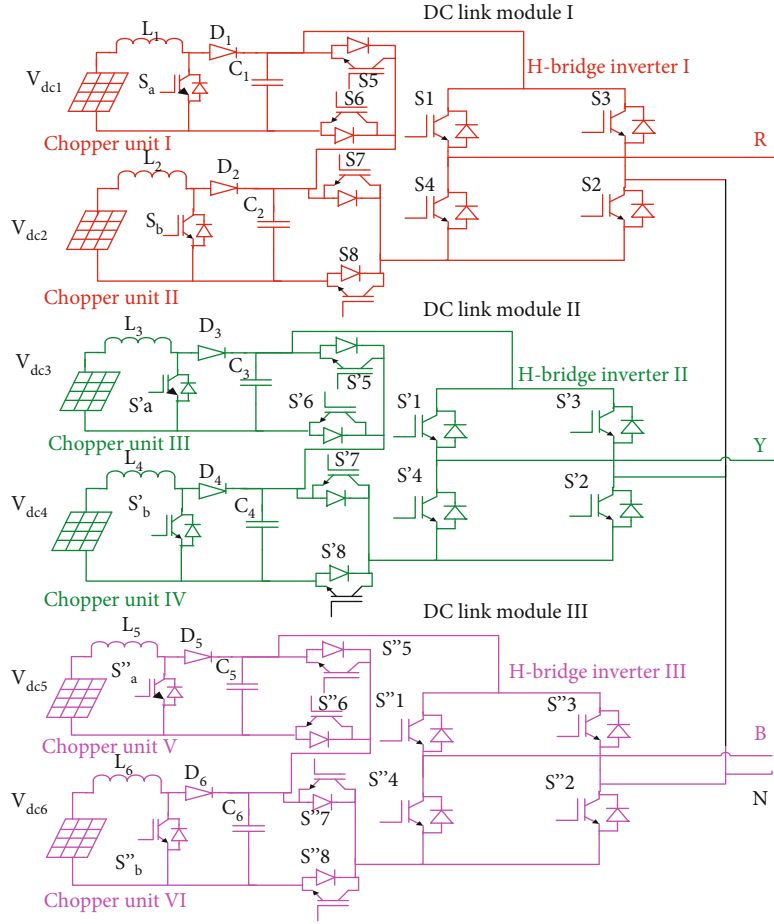 DC link module I
L1
D1
Vdc1
Sa
C1
S5
S6
H-bridge inverter I
S1
S3
R
Chopper unit I
L2
D2
S7
S4
S2
Vdc2
Sb
C2
S8
Chopper unit II
DC link module II
L3
D3
Vdc3
S'a
C3
S'5
S'6
H-bridge inverter II
S'1
S'3
Y
Chopper unit III
L4
D4
S'7
S'4
S'2
Vdc4
S'b
C4
S'8
Chopper unit IV
DC link module III
L5
D5
S''5
Vdc5
S''a
C5
S''6
H-bridge inverter III
S''1
S''3
B
Chopper unit V
L6
D6
S''4
S''2
N
Vdc6
C6
S''7
S''b
S''8
Chopper unit VI